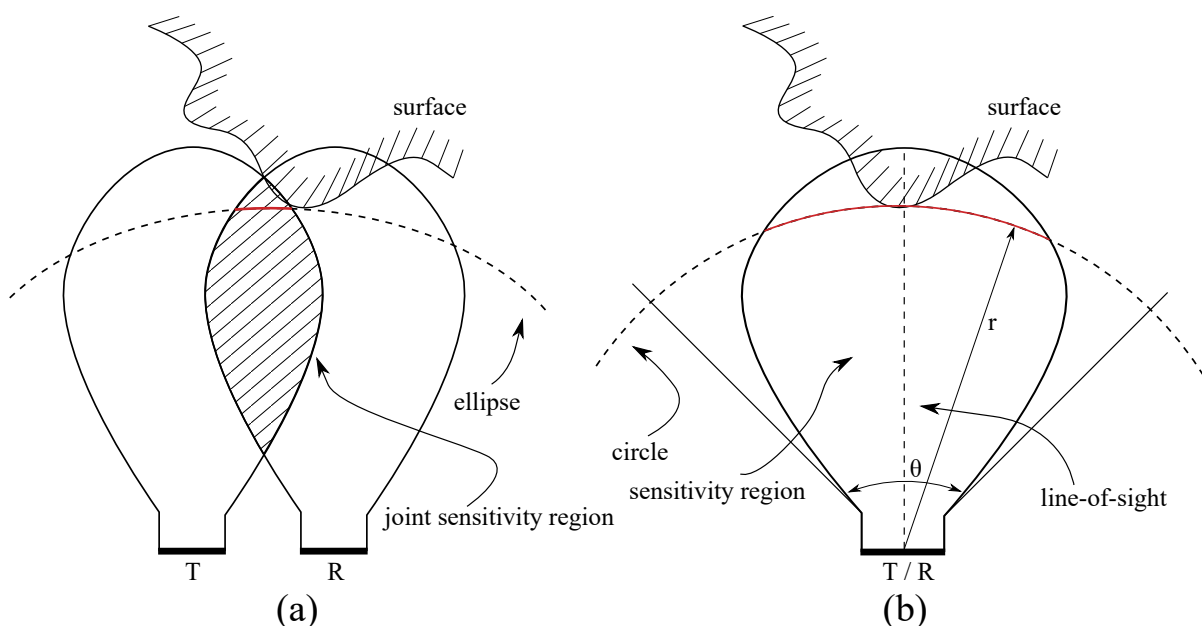 surface
ellipse
joint sensitivity region
T
R
(a)
surface
r
circle
sensitivity region
θ
line-of-sight
T / R
(b)